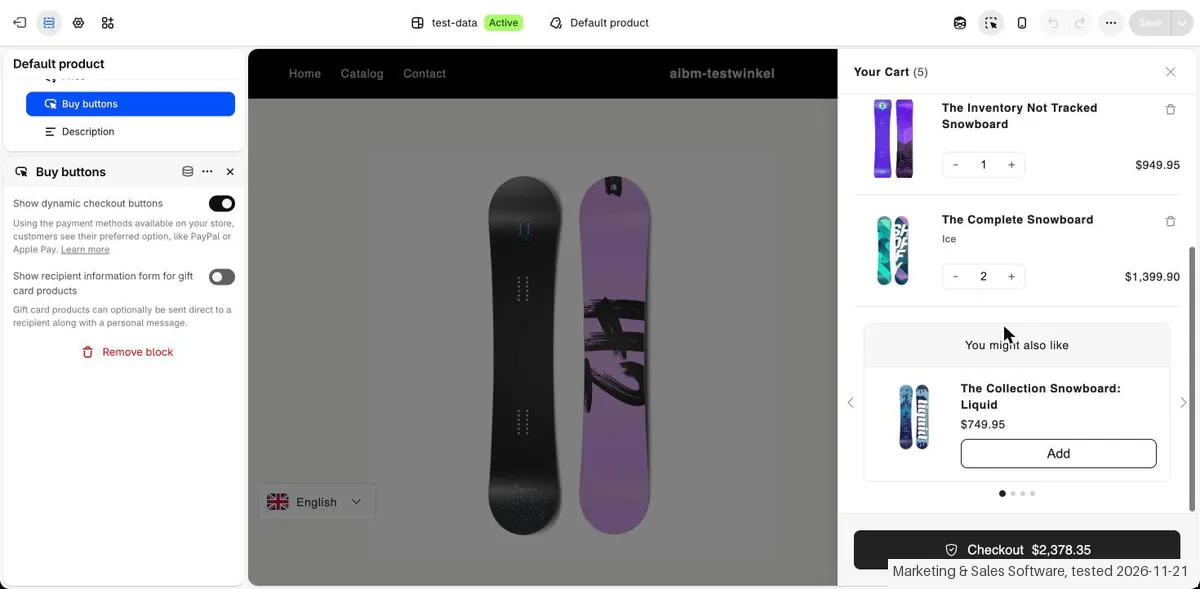 test-data Active Default product
Save
Default product
Buy buttons
Description
Buy buttons
Show dynamic checkout buttons
Using the payment methods available on your store,
customers see their preferred option, like PayPal or
Apple Pay. Learn more
Show recipient information form for gift
card products
Gift card products can optionally be sent direct to a
recipient along with a personal message.
Remove block
Home Catalog Contact aibm-testwinkel
English
Your Cart (5)
The Inventory Not Tracked
Snowboard
- 1 + $949.95
The Complete Snowboard
Ice
- 2 + $1,399.90
You might also like
The Collection Snowboard:
Liquid
$749.95
Add
Checkout $2,378.35
Marketing & Sales Software, tested 2026-11-21